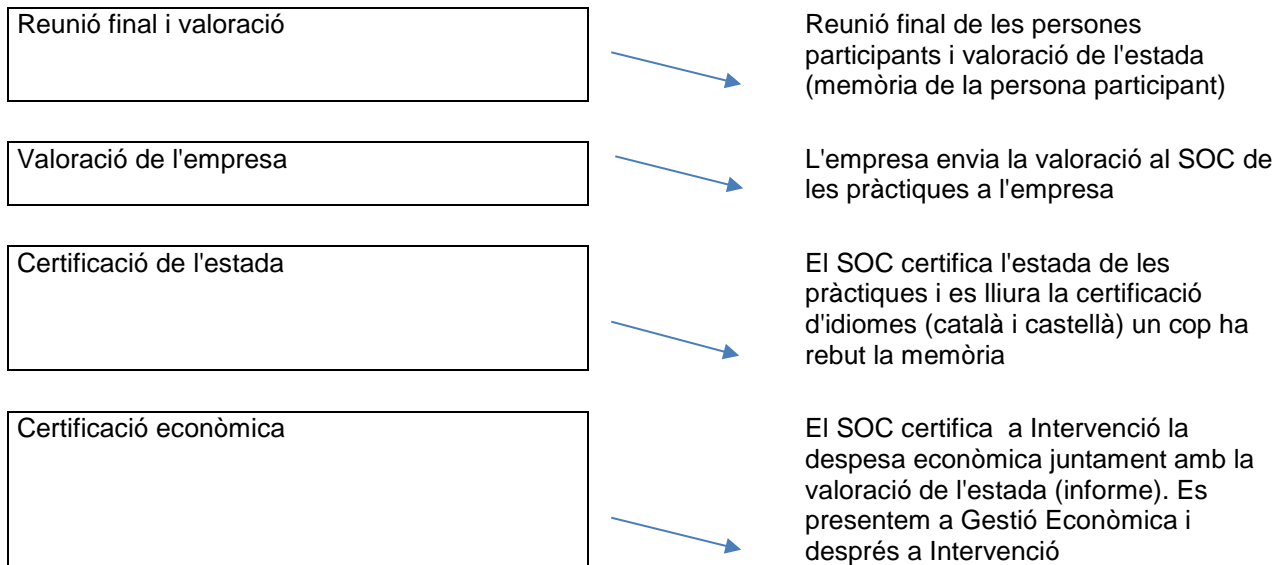 Reunió final i valoració
Reunió final de les persones
participants i valoració de l'estada
(memòria de la persona participant)
Valoració de l'empresa
L'empresa envia la valoració al SOC de
les pràctiques a l'empresa
Certificació de l'estada
El SOC certifica l'estada de les
pràctiques i es lliura la certificació
d'idiomes (català i castellà) un cop ha
rebut la memòria
Certificació econòmica
El SOC certifica  a Intervenció la
despesa econòmica juntament amb la
valoració de l'estada (informe). Es
presentem a Gestió Econòmica i
després a Intervenció